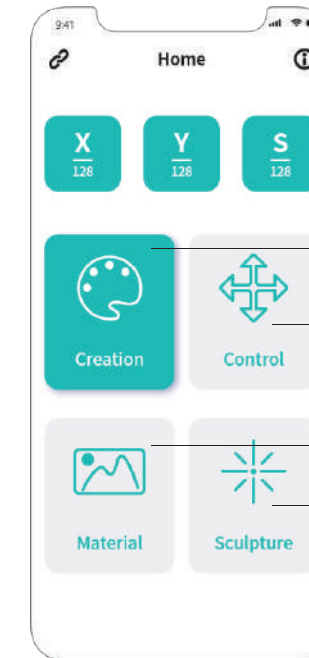 9:41
Home
X Y S
128 128 128
Creation Control
Material Sculpture